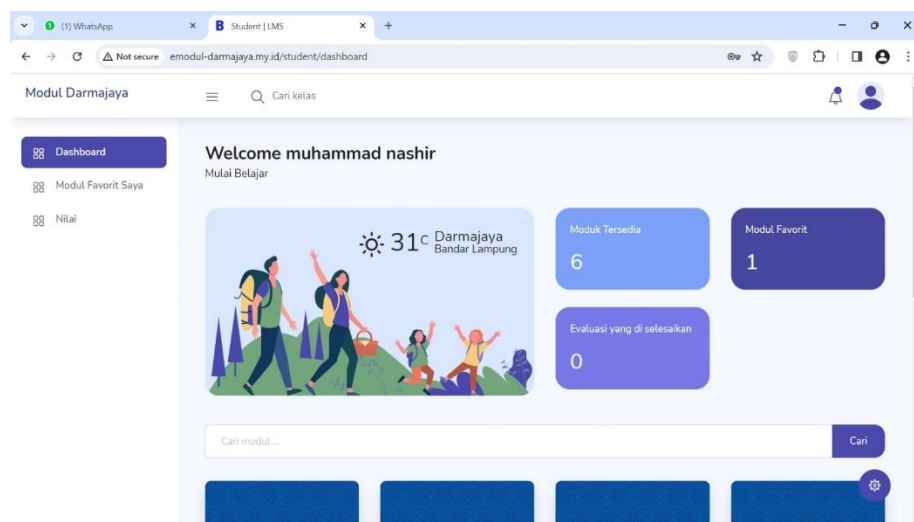 (1) WhatsApp
Student | LMS
Not secure emodul-darmajaya.my.id/student/dashboard
Modul Darmajaya
Cari kelas
Dashboard
Modul Favorit Saya
Nilai
Welcome muhammad nashir
Mulai Belajar
31c Darmajaya
Bandar Lampung
Moduk Tersedia
6
Modul Favorit
1
Evaluasi yang di selesaikan
0
Cari modul ...
Cari